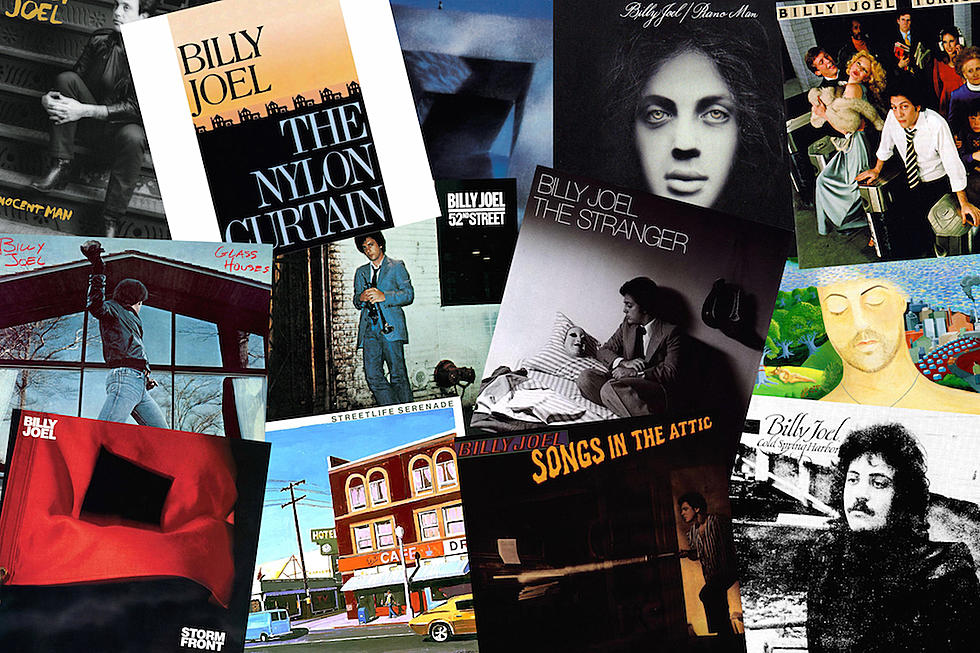 JOEL
NOCENT MAN
BILLY
JOEL
THE
NYLON
CURTAIN
Billy Joel / Piano Man
BILLY JOEL
BILLY
JOEL
GLASS
HOUSES
BILLY JOEL
52ND STREET
BILLY JOEL
THE STRANGER
BILLY
JOEL
STORM
FRONT
STREETLIFE SERENADE
HOTEL
CAFE
DR
BILLY JOEL
SONGS IN THE ATTIC
Billy Joel
Cold Spring Harbor